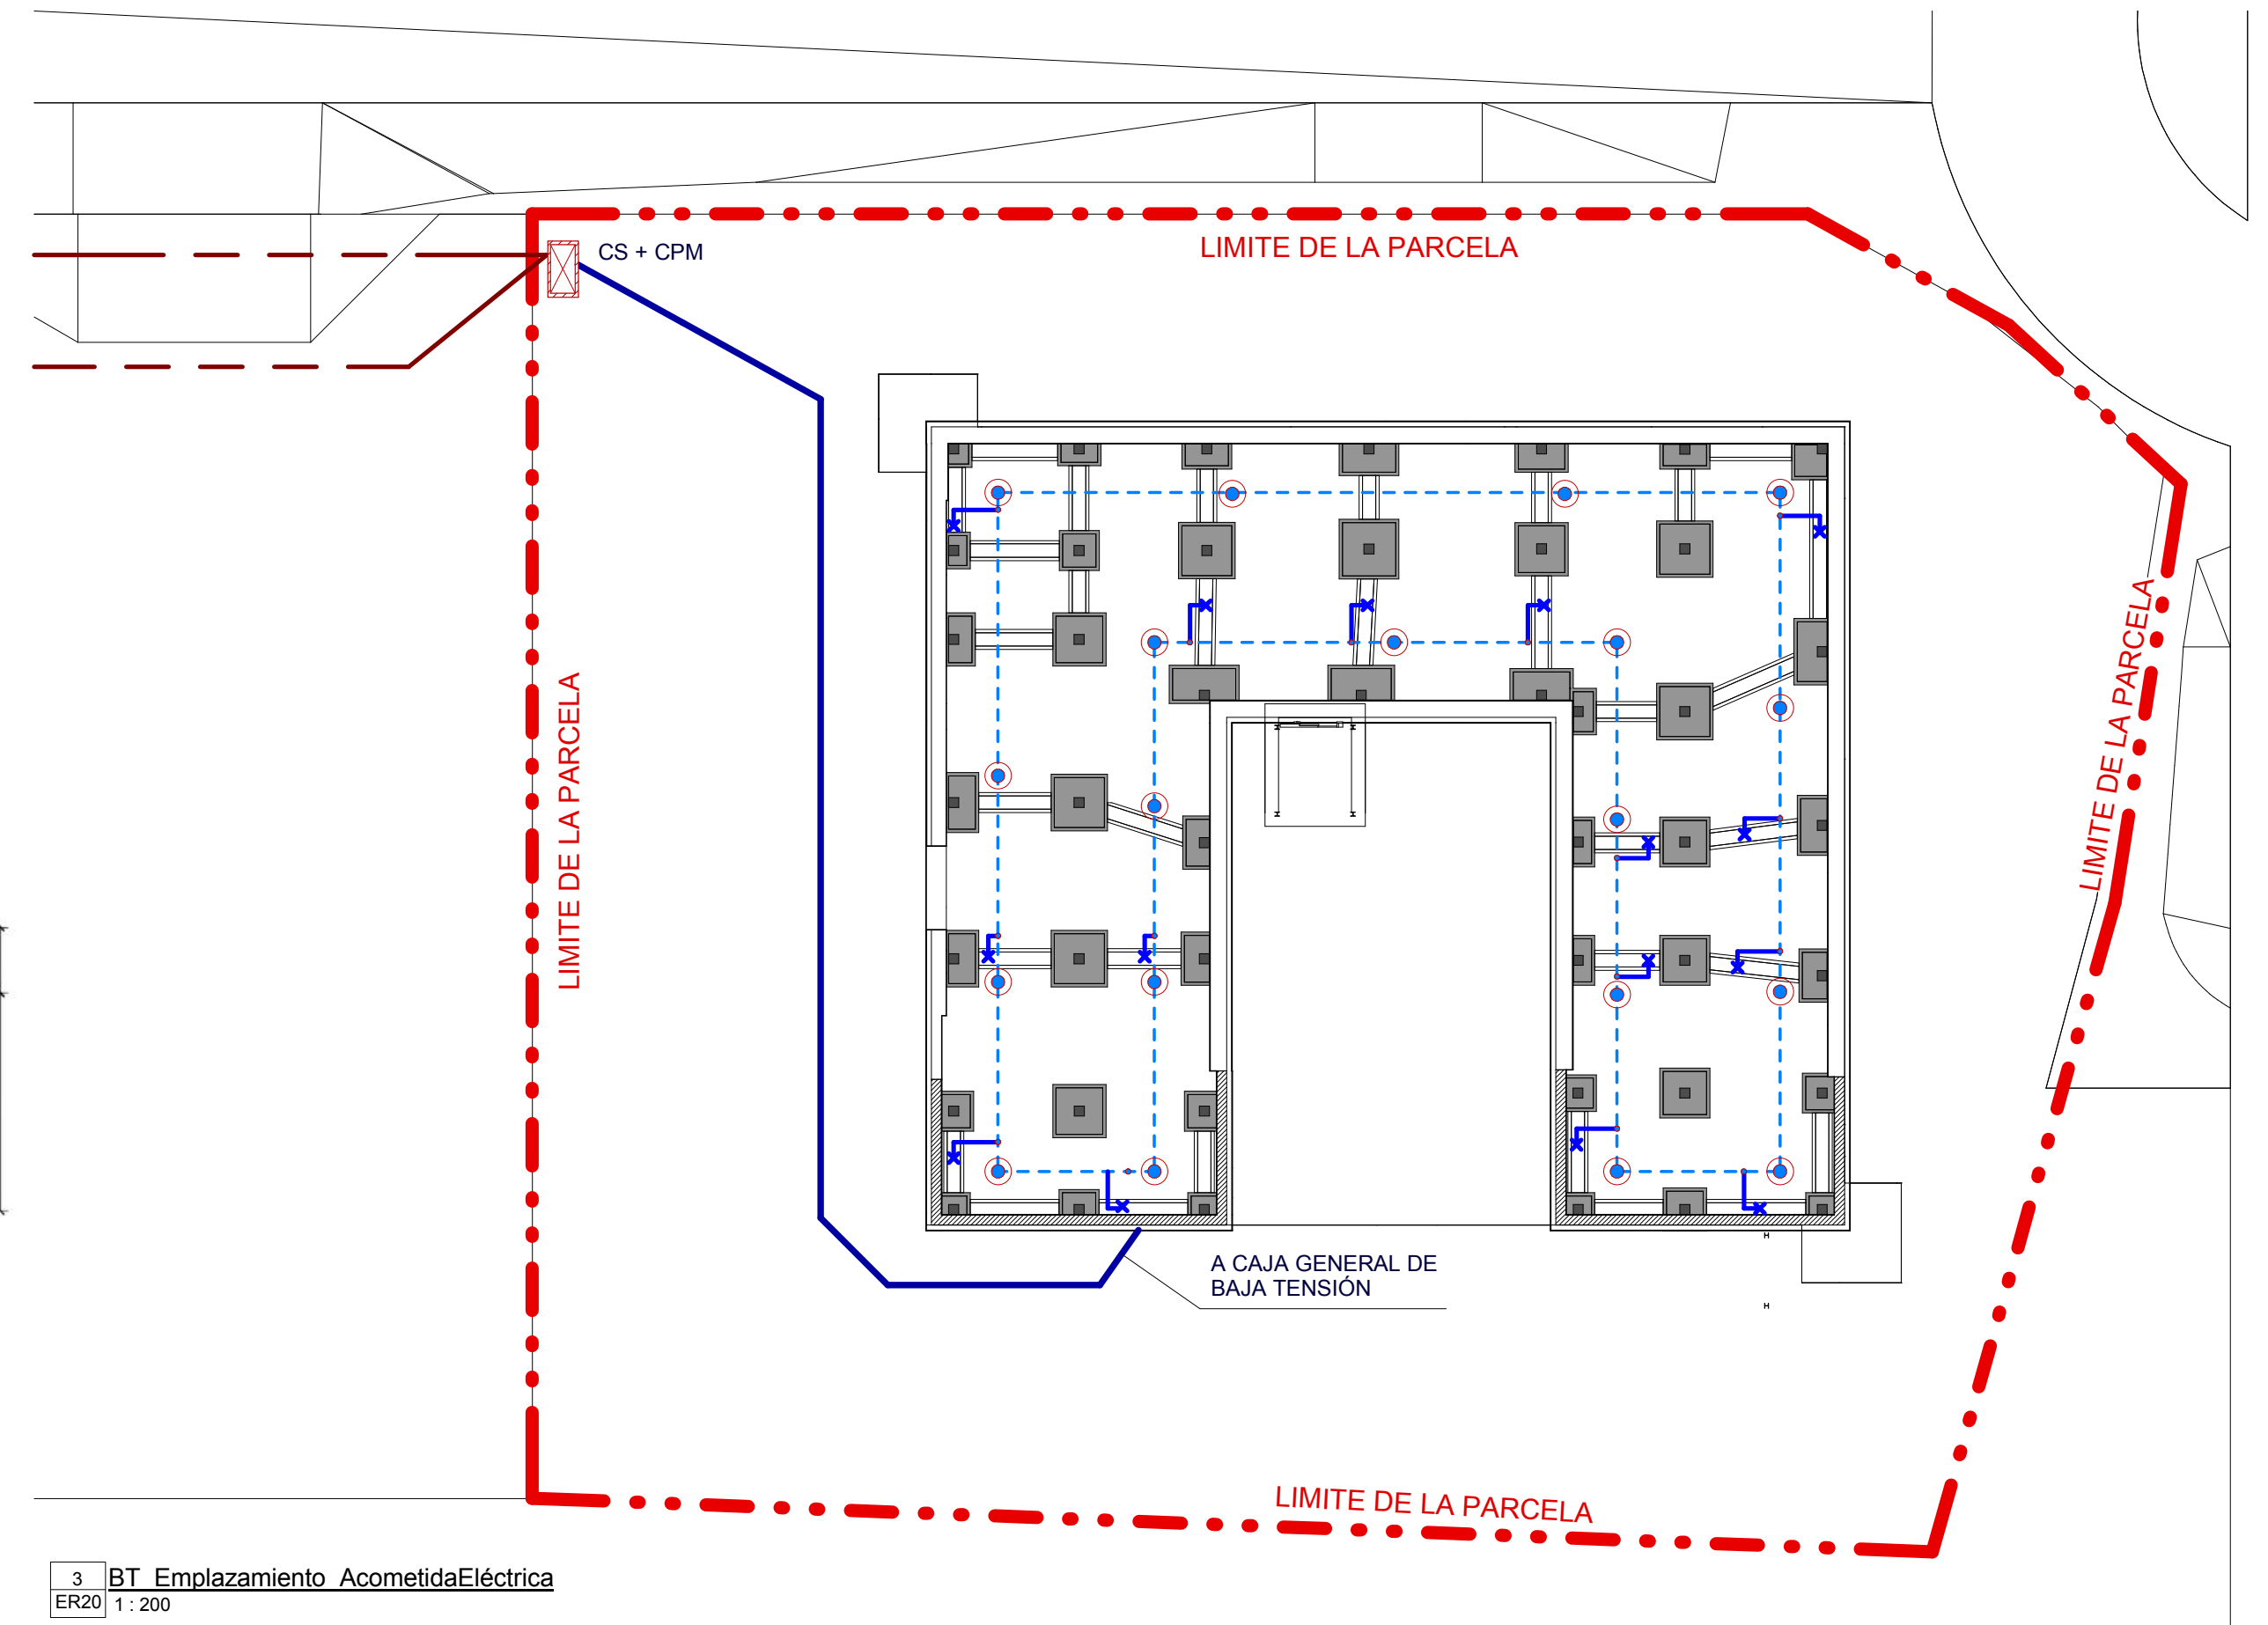 CS + CPM
LIMITE DE LA PARCELA
LIMITE DE LA PARCELA
LIMITE DE LA PARCELA
A CAJA GENERAL DE
BAJA TENSIÓN
LIMITE DE LA PARCELA
3
BT_Emplazamiento_AcometidaEléctrica
ER20
1 : 200